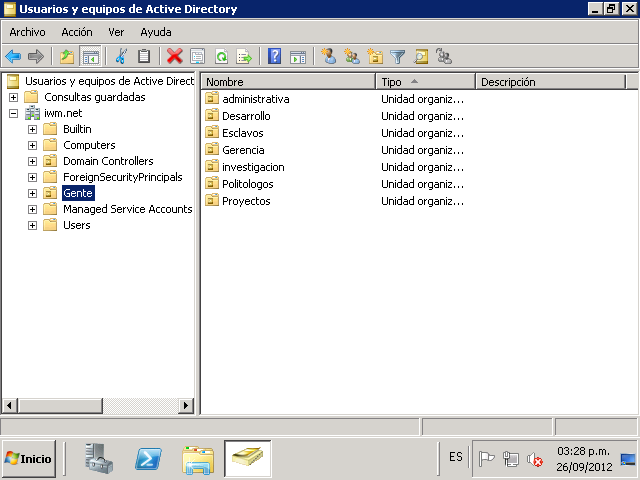 Usuarios y equipos de Active Directory
Archivo Acción Ver Ayuda
Usuarios y equipos de Active Direct
Consultas guardadas
iwm.net
Builtin
Computers
Domain Controllers
ForeignSecurityPrincipals
Gente
Managed Service Accounts
Users
Nombre Tipo Descripción
administrativa Unidad organiz...
Desarrollo Unidad organiz...
Esclavos Unidad organiz...
Gerencia Unidad organiz...
investigacion Unidad organiz...
Politologos Unidad organiz...
Proyectos Unidad organiz...
Inicio
ES
03:28 p.m.
26/09/2012